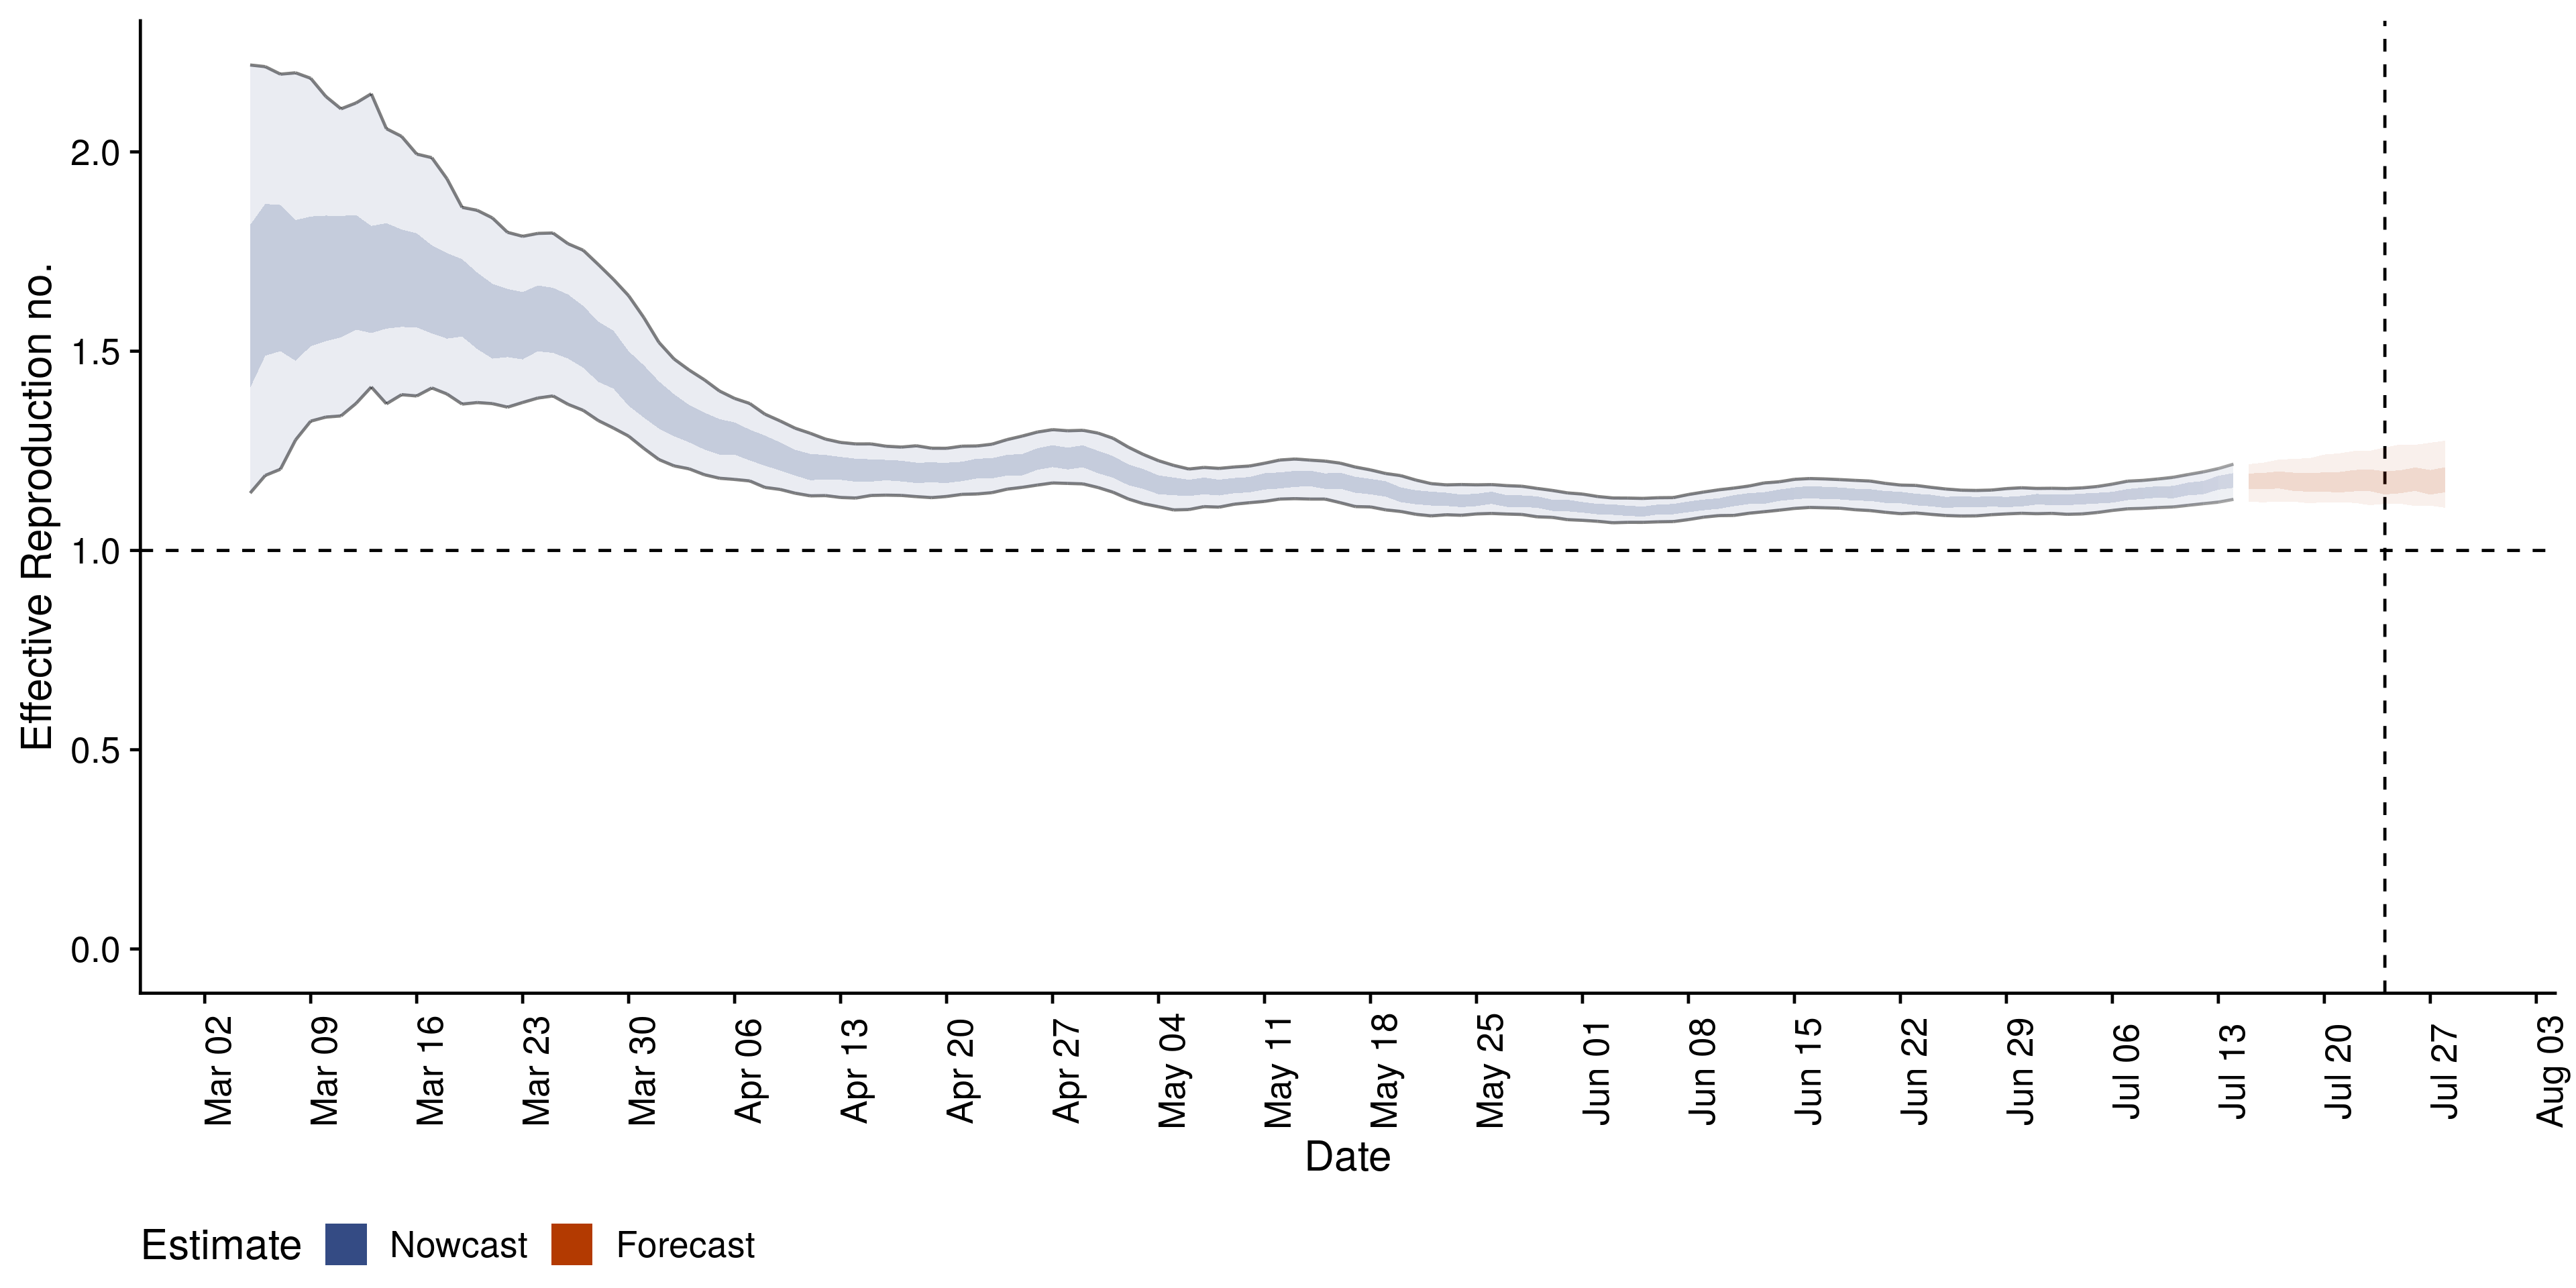 Effective Reproduction no.
2.0
1.5
1.0
0.5
0.0
Mar 02
Mar 09
Mar 16
Mar 23
Mar 30
Apr 06
Apr 13
Apr 20
Apr 27
May 04
May 11
May 18
May 25
Jun 01
Jun 08
Jun 15
Jun 22
Jun 29
Jul 06
Jul 13
Jul 20
Jul 27
Aug 03
Date
Estimate Nowcast Forecast